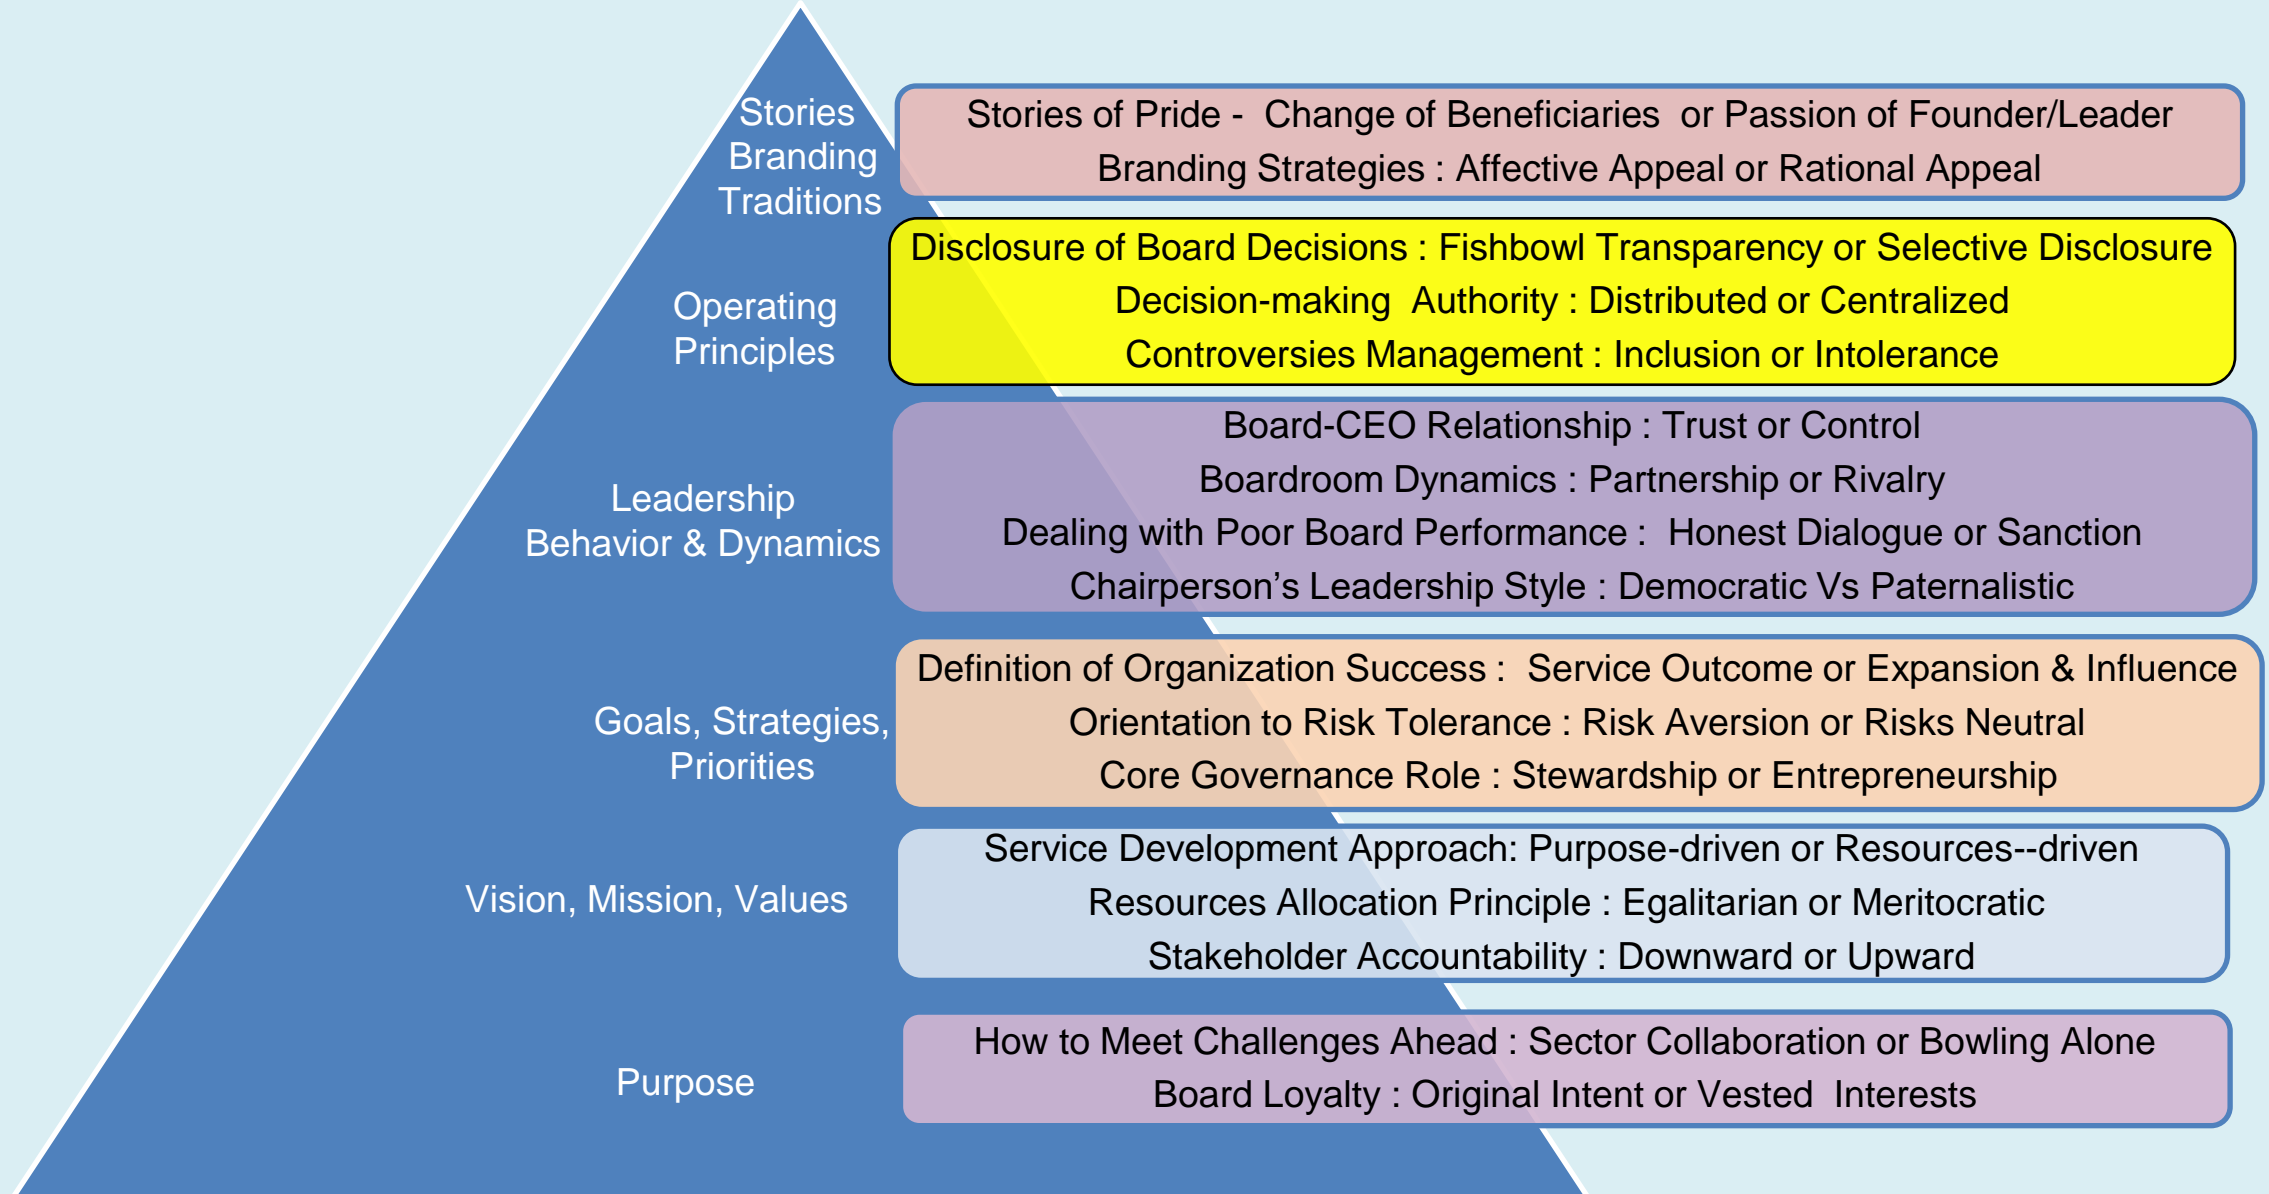 Stories
Branding
Traditions
Stories of Pride - Change of Beneficiaries or Passion of Founder/Leader
Branding Strategies : Affective Appeal or Rational Appeal
Operating
Principles
Disclosure of Board Decisions : Fishbowl Transparency or Selective Disclosure
Decision-making Authority : Distributed or Centralized
Controversies Management : Inclusion or Intolerance
Leadership
Behavior & Dynamics
Board-CEO Relationship : Trust or Control
Boardroom Dynamics : Partnership or Rivalry
Dealing with Poor Board Performance : Honest Dialogue or Sanction
Chairperson’s Leadership Style : Democratic Vs Paternalistic
Goals, Strategies,
Priorities
Definition of Organization Success : Service Outcome or Expansion & Influence
Orientation to Risk Tolerance : Risk Aversion or Risks Neutral
Core Governance Role : Stewardship or Entrepreneurship
Vision, Mission, Values
Service Development Approach: Purpose-driven or Resources--driven
Resources Allocation Principle : Egalitarian or Meritocratic
Stakeholder Accountability : Downward or Upward
Purpose
How to Meet Challenges Ahead : Sector Collaboration or Bowling Alone
Board Loyalty : Original Intent or Vested Interests